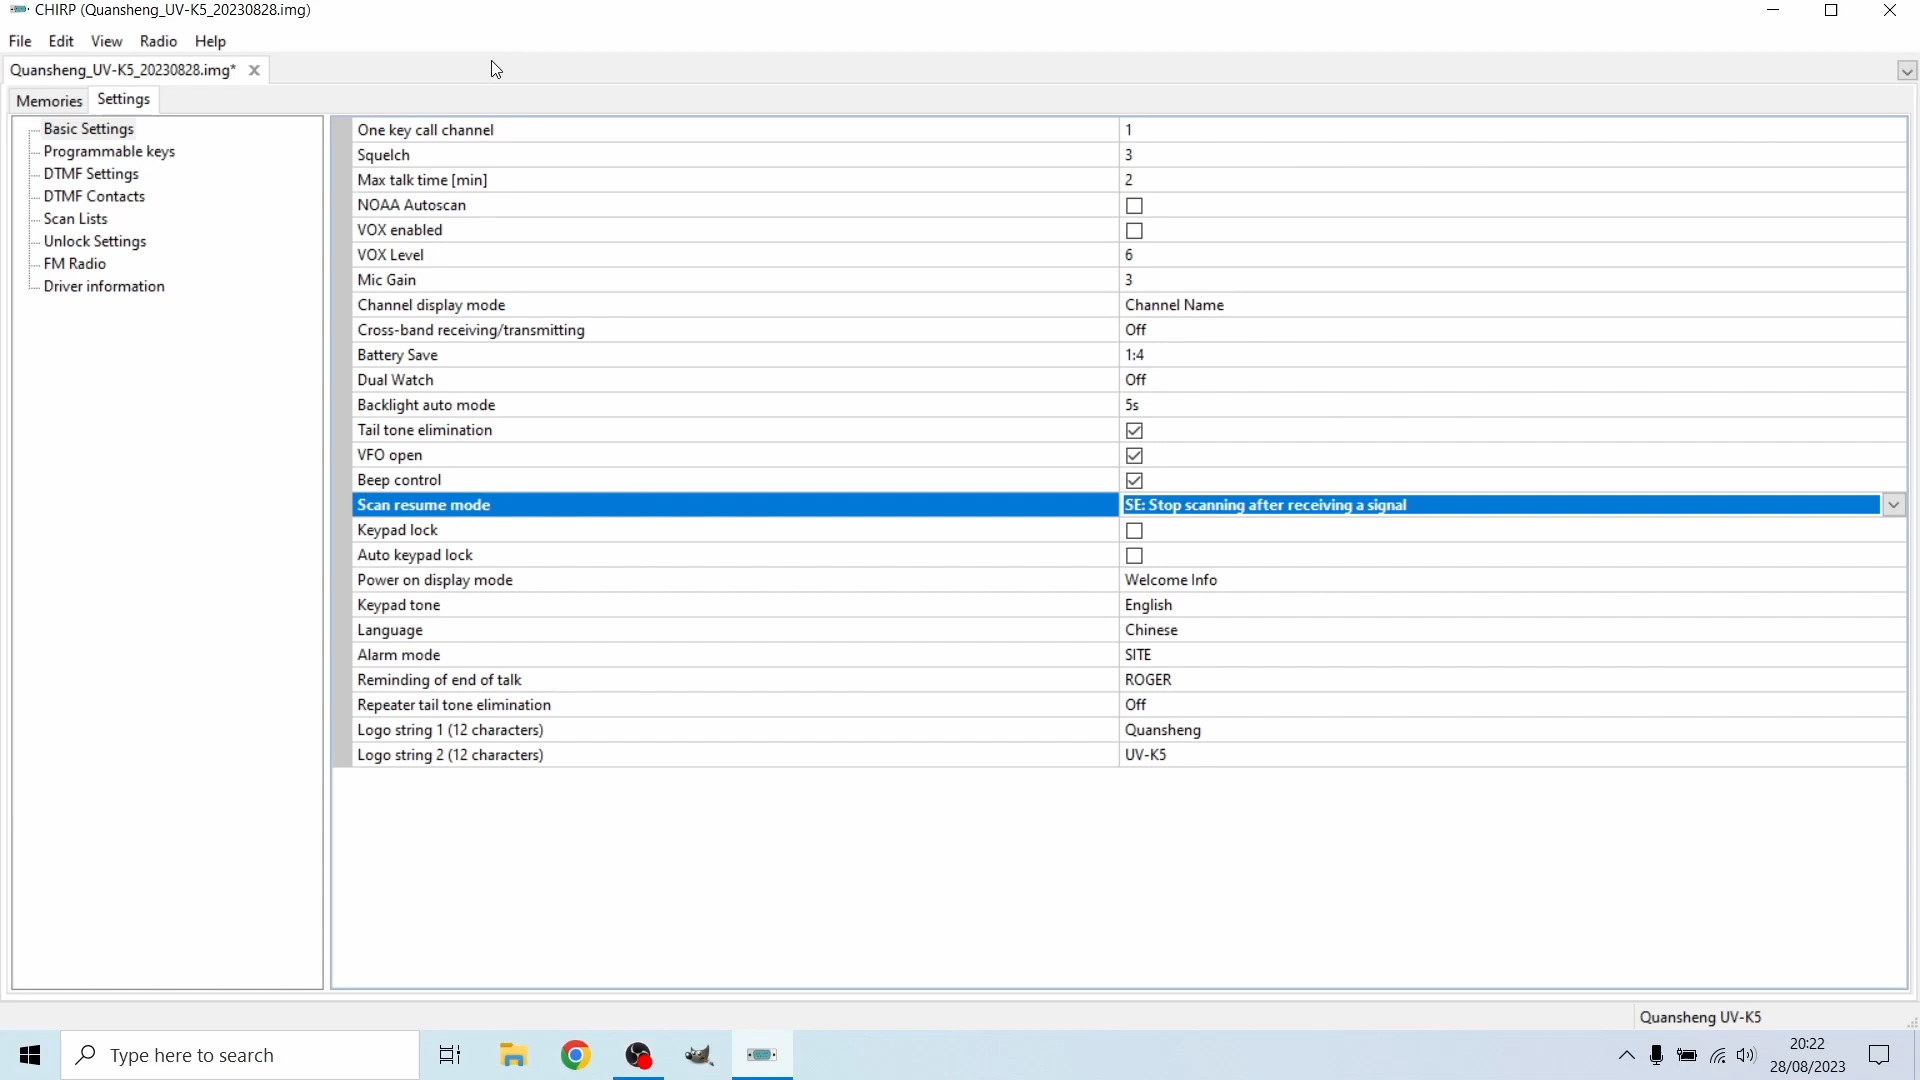 CHIRP (Quansheng_UV-K5_20230828.img)
File Edit View Radio Help
Quansheng_UV-K5_20230828.img*
Memories Settings
Basic Settings
Programmable keys
DTMF Settings
DTMF Contacts
Scan Lists
Unlock Settings
FM Radio
Driver information
One key call channel 1
Squelch 3
Max talk time [min] 2
NOAA Autoscan
VOX enabled
VOX Level 6
Mic Gain 3
Channel display mode Channel Name
Cross-band receiving/transmitting Off
Battery Save 1:4
Dual Watch Off
Backlight auto mode 5s
Tail tone elimination
VFO open
Beep control
Scan resume mode SE: Stop scanning after receiving a signal
Keypad lock
Auto keypad lock
Power on display mode Welcome Info
Keypad tone English
Language Chinese
Alarm mode SITE
Reminding of end of talk ROGER
Repeater tail tone elimination Off
Logo string 1 (12 characters) Quansheng
Logo string 2 (12 characters) UV-K5
Quansheng UV-K5
Type here to search
20:22
28/08/2023